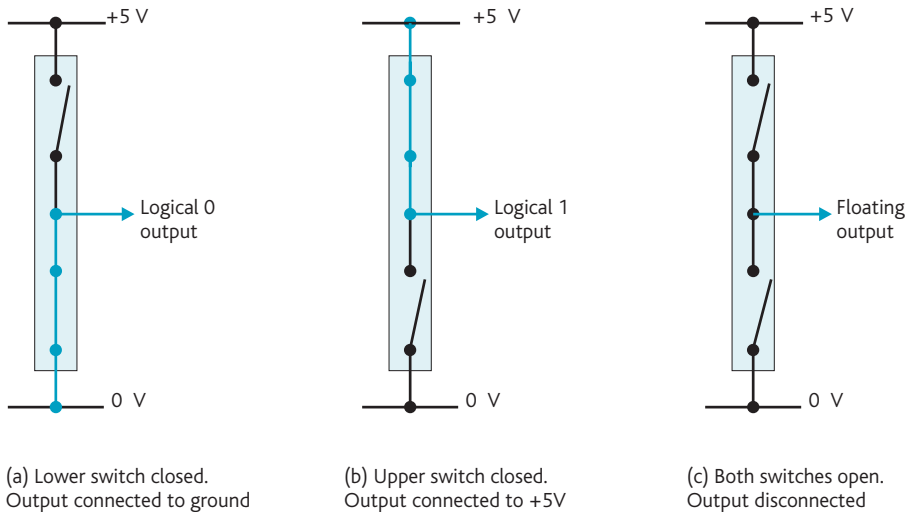 +5 V
+5 V
+5 V
Logical 0
output
Logical 1
output
Floating
output
0 V
0 V
0 V
(a) Lower switch closed.
Output connected to ground
(b) Upper switch closed.
Output connected to +5V
(c) Both switches open.
Output disconnected